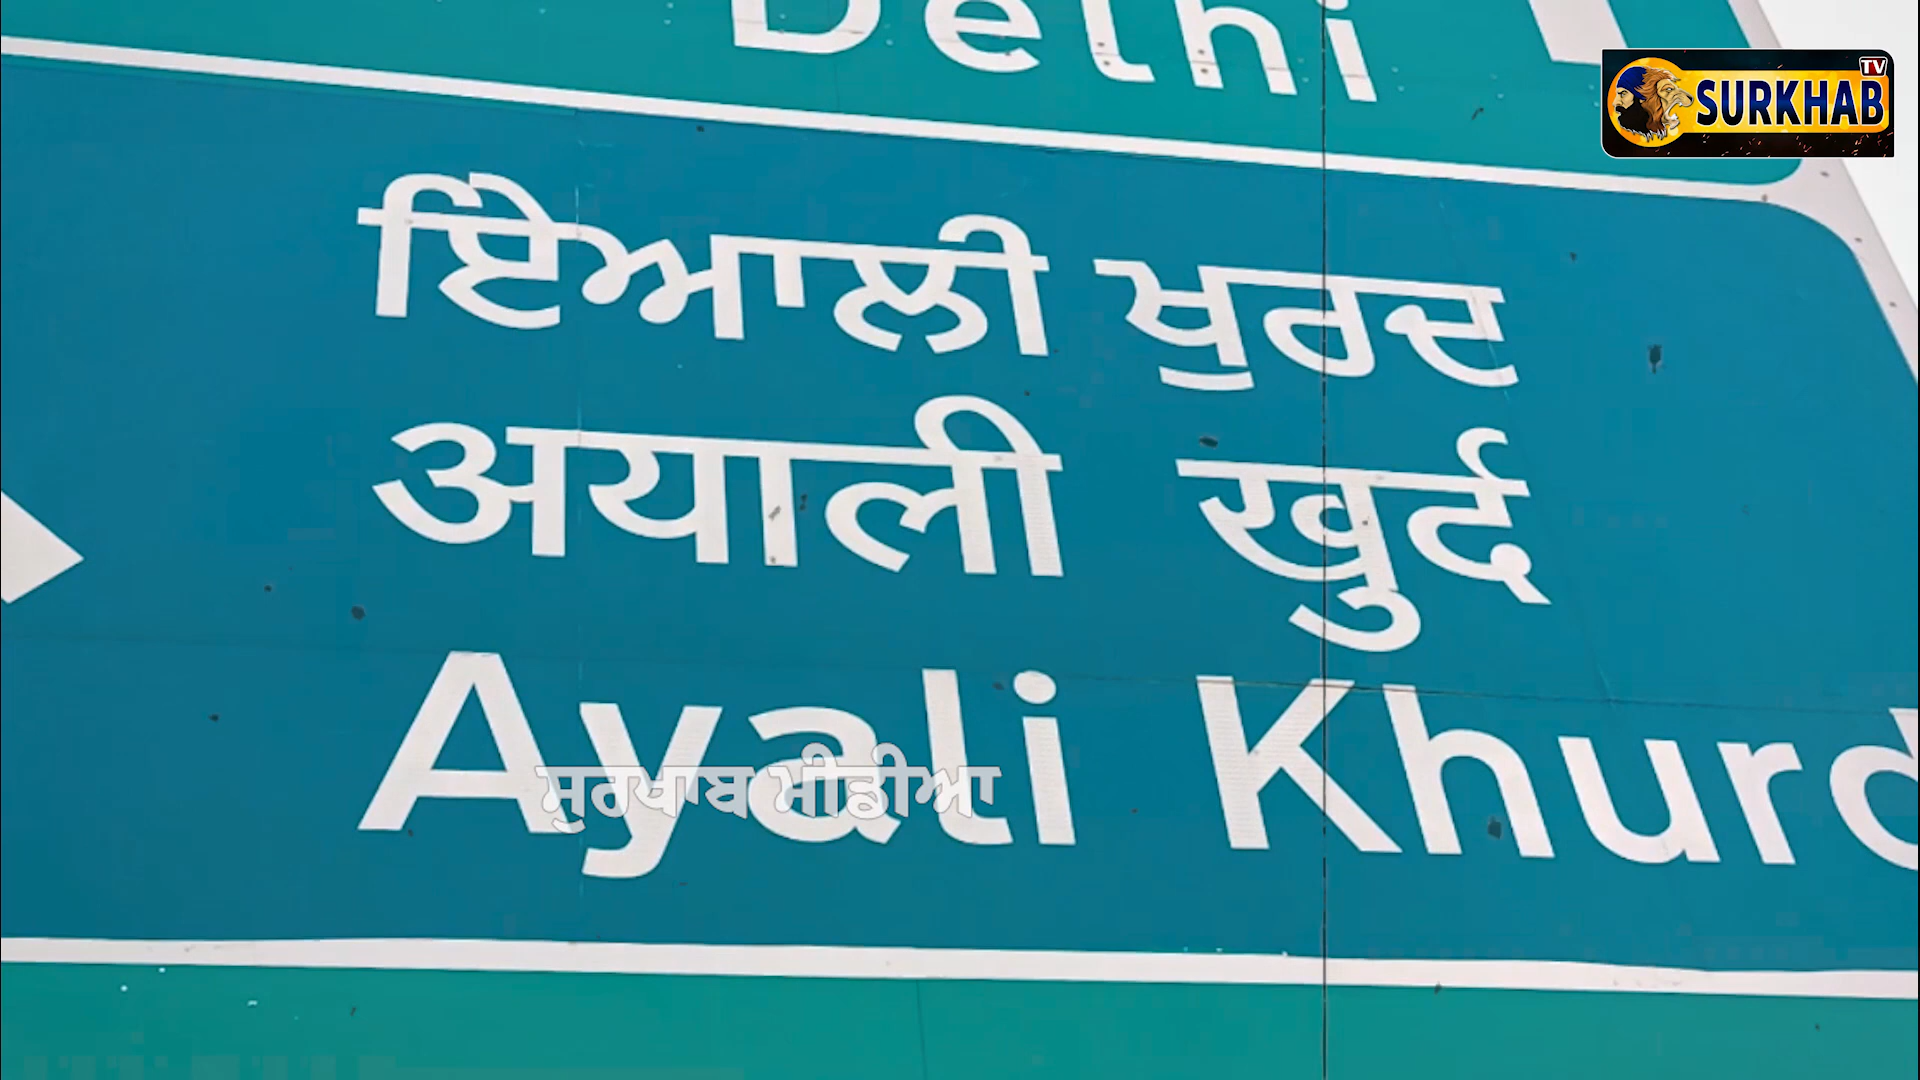 Delhi
SURKHAB TV
ਇਆਲੀ ਖੁਰਦ
अयाली खुर्द
Ayali Khurd
ਸੁਰਖਾਬ ਮੀਡੀਆ